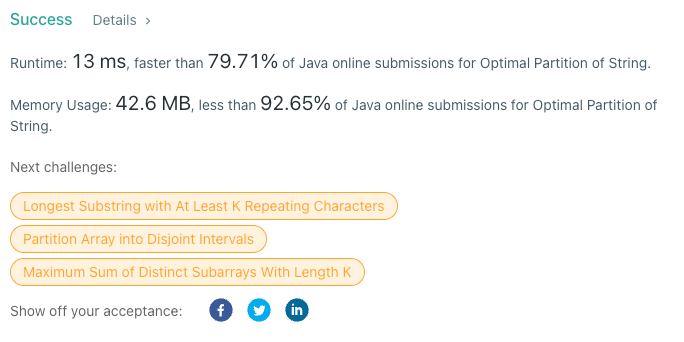 Success Details ›
Runtime: 13 ms, faster than 79.71% of Java online submissions for Optimal Partition of String.
Memory Usage: 42.6 MB, less than 92.65% of Java online submissions for Optimal Partition of
String.
Next challenges:
Longest Substring with At Least K Repeating Characters
Partition Array into Disjoint Intervals
Maximum Sum of Distinct Subarrays With Length K
Show off your acceptance: f in